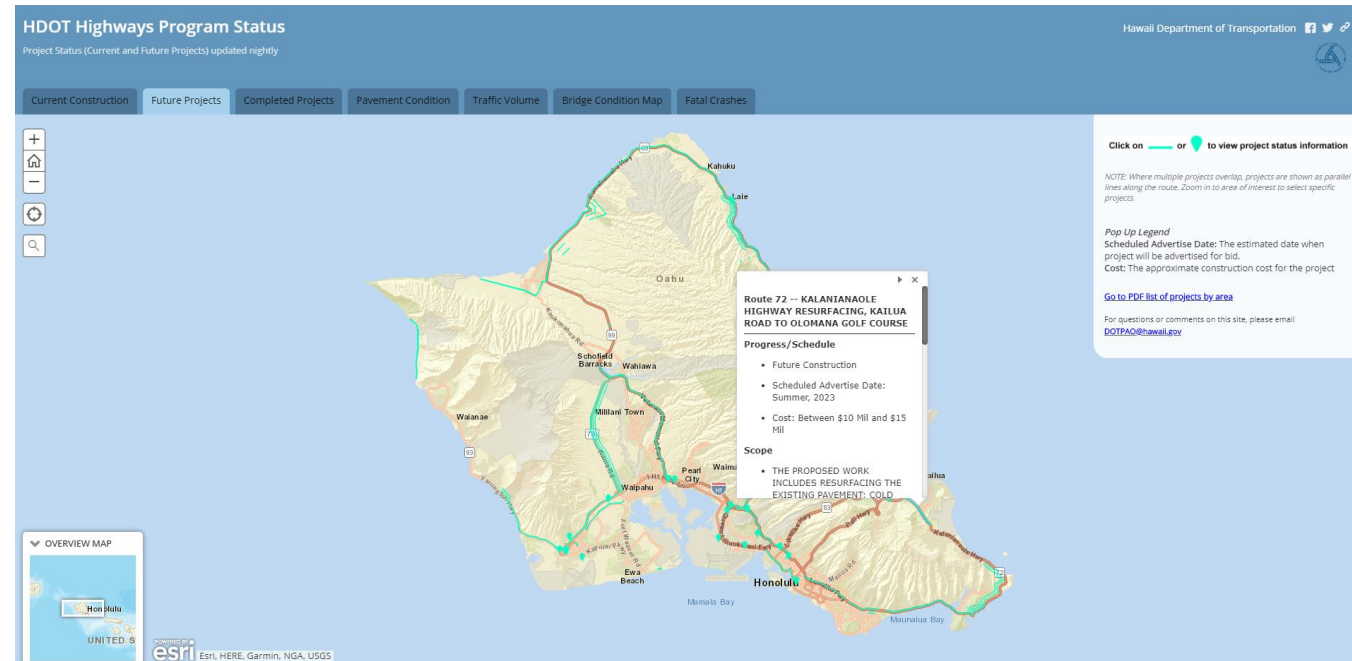 HDOT Highways Program Status
Project Status (Current and Future Projects) updated nightly
Hawaii Department of Transportation
Current Construction
Future Projects
Completed Projects
Pavement Condition
Traffic Volume
Bridge Condition Map
Fatal Crashes
Click on or to view project status information
NOTE: Where multiple projects overlap, projects are shown as parallel
lines along the route. Zoom in to area of interest to select specific
projects.
Pop Up Legend
Scheduled Advertise Date: The estimated date when
project will be advertised for bid.
Cost: The approximate construction cost for the project
Go to PDF list of projects by area
For questions or comments on this site, please email
DOTPAO@hawaii.gov
Route 72 -- KALANIANAOLE
HIGHWAY RESURFACING, KAILUA
ROAD TO OLOMANA GOLF COURSE
Progress/Schedule
Future Construction
Scheduled Advertise Date:
Summer, 2023
Cost: Between $10 Mil and $15
Mil
Scope
THE PROPOSED WORK
INCLUDES RESURFACING THE
EXISTING PAVEMENT: COLD
Kahuku
Laie
Oahu
99
Schofield
Barracks
Wahiawa
Mililani Town
Waianae
93
Pearl
City
Waima
Waipahu
H1
63
ailua
Ewa
Beach
Honolulu
72
Mamala Bay
Maunalua Bay
OVERVIEW MAP
Honolulu
UNITED S
POWERED BY
esri
Esri, HERE, Garmin, NGA, USGS